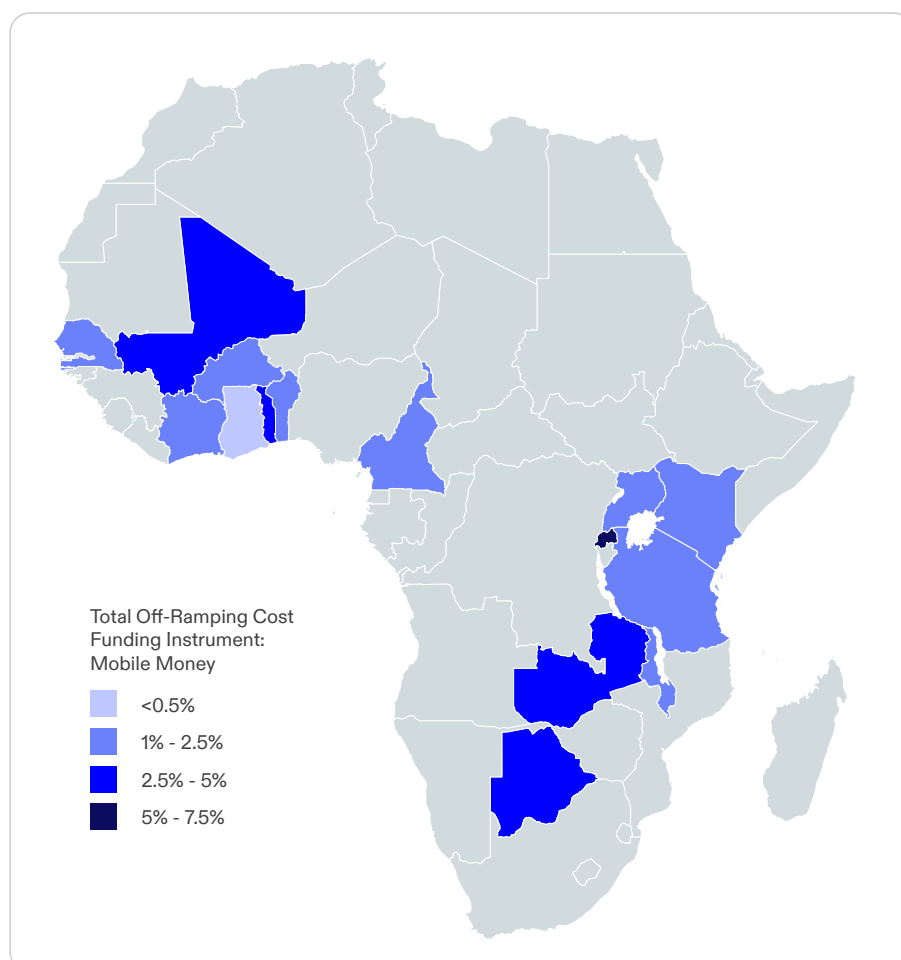 Total Off-Ramping Cost
Funding Instrument:
Mobile Money
<0.5%
1% - 2.5%
2.5% - 5%
5% - 7.5%